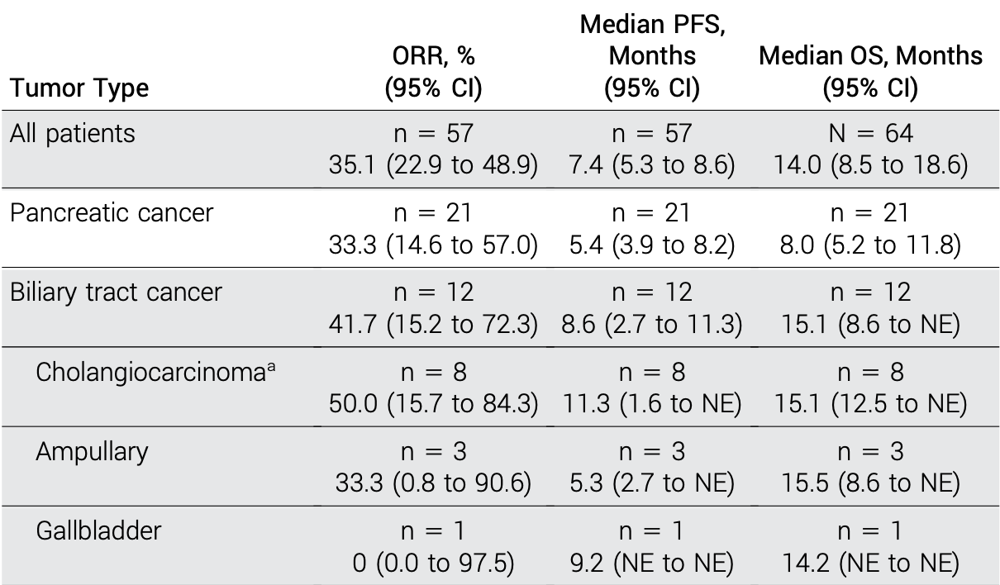 Tumor Type
ORR, %
(95% CI)
Median PFS,
Months
(95% CI)
Median OS, Months
(95% CI)
All patients
n = 57
35.1 (22.9 to 48.9)
n = 57
7.4 (5.3 to 8.6)
N = 64
14.0 (8.5 to 18.6)
Pancreatic cancer
n = 21
33.3 (14.6 to 57.0)
n = 21
5.4 (3.9 to 8.2)
n = 21
8.0 (5.2 to 11.8)
Biliary tract cancer
n = 12
41.7 (15.2 to 72.3)
n = 12
8.6 (2.7 to 11.3)
n = 12
15.1 (8.6 to NE)
Cholangiocarcinomaᵃ
n = 8
50.0 (15.7 to 84.3)
n = 8
11.3 (1.6 to NE)
n = 8
15.1 (12.5 to NE)
Ampullary
n = 3
33.3 (0.8 to 90.6)
n = 3
5.3 (2.7 to NE)
n = 3
15.5 (8.6 to NE)
Gallbladder
n = 1
0 (0.0 to 97.5)
n = 1
9.2 (NE to NE)
n = 1
14.2 (NE to NE)